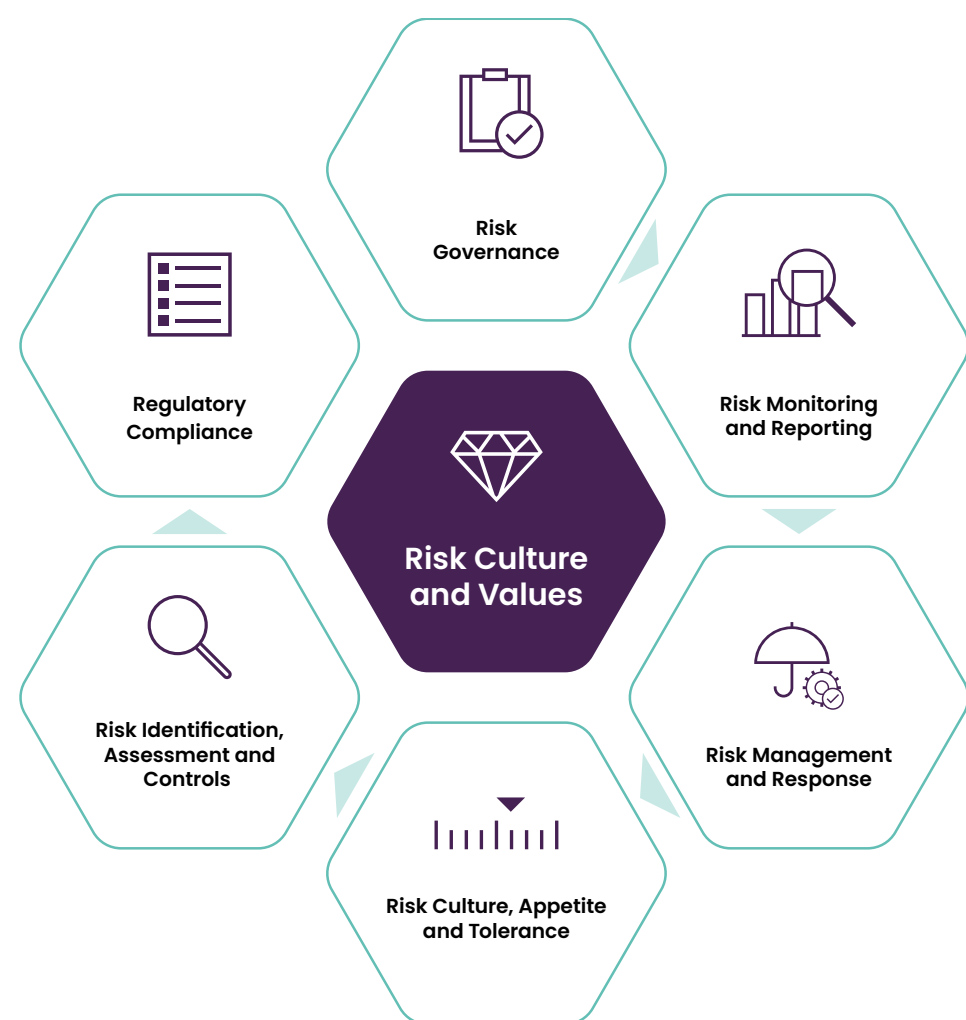 Risk
Governance
Regulatory
Compliance
Risk Monitoring
and Reporting
Risk Culture
and Values
Risk Identification,
Assessment and
Controls
Risk Management
and Response
Risk Culture, Appetite
and Tolerance